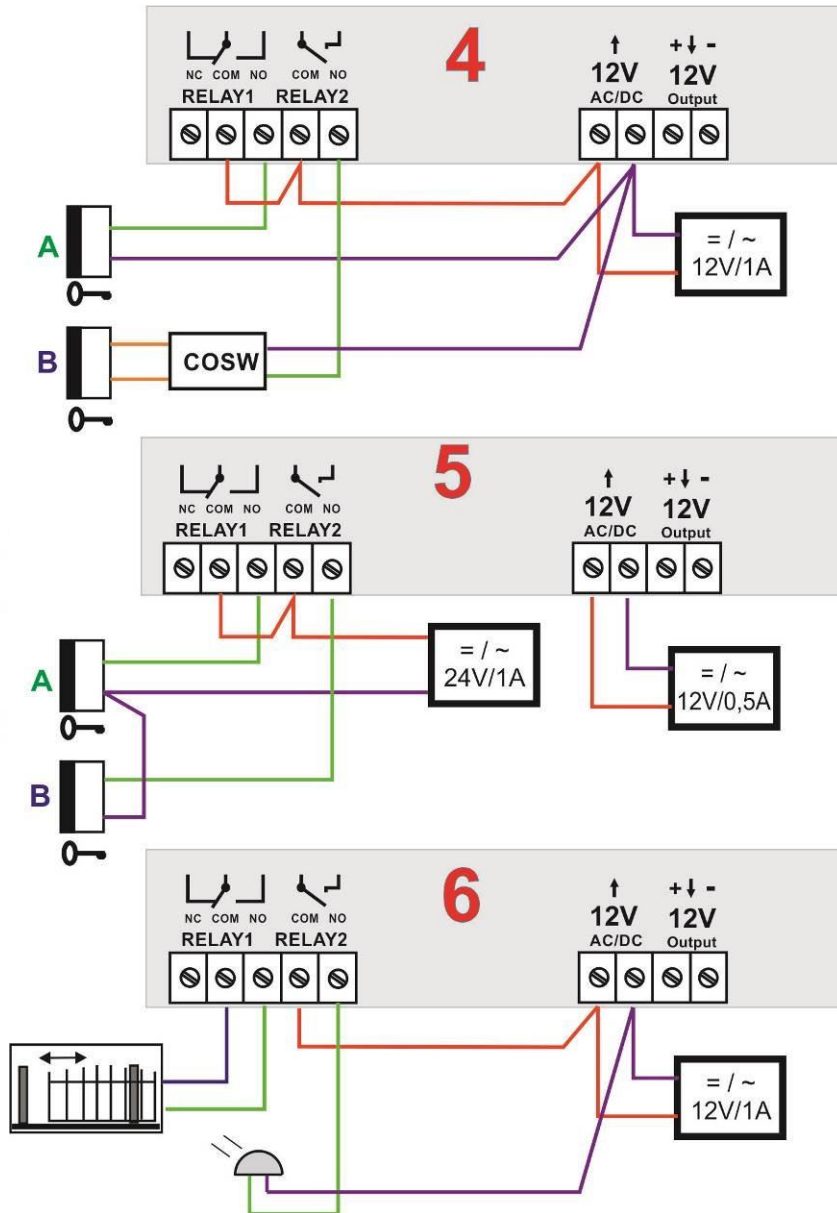 4
NC COM NO COM NO
RELAY1 RELAY2
↑ + ↓ -
12V 12V
AC/DC Output
A
= / ~
12V/1A
B
COSW
5
NC COM NO COM NO
RELAY1 RELAY2
↑ + ↓ -
12V 12V
AC/DC Output
A
= / ~
24V/1A
= / ~
12V/0,5A
B
6
NC COM NO COM NO
RELAY1 RELAY2
↑ + ↓ -
12V 12V
AC/DC Output
= / ~
12V/1A